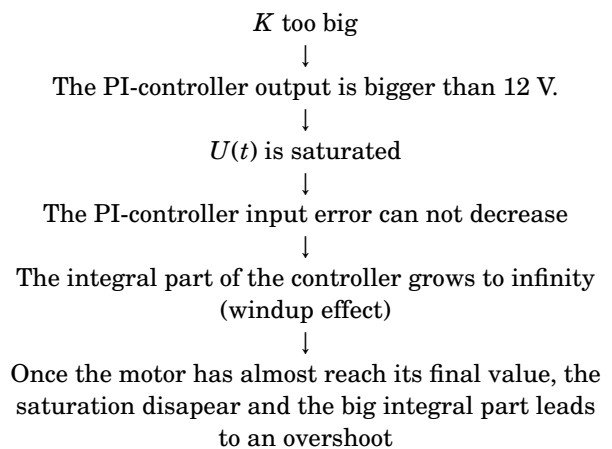 K too big
↓
The PI-controller output is bigger than 12 V.
↓
U(t) is saturated
↓
The PI-controller input error can not decrease
↓
The integral part of the controller grows to infinity
(windup effect)
↓
Once the motor has almost reach its final value, the
saturation disapear and the big integral part leads
to an overshoot